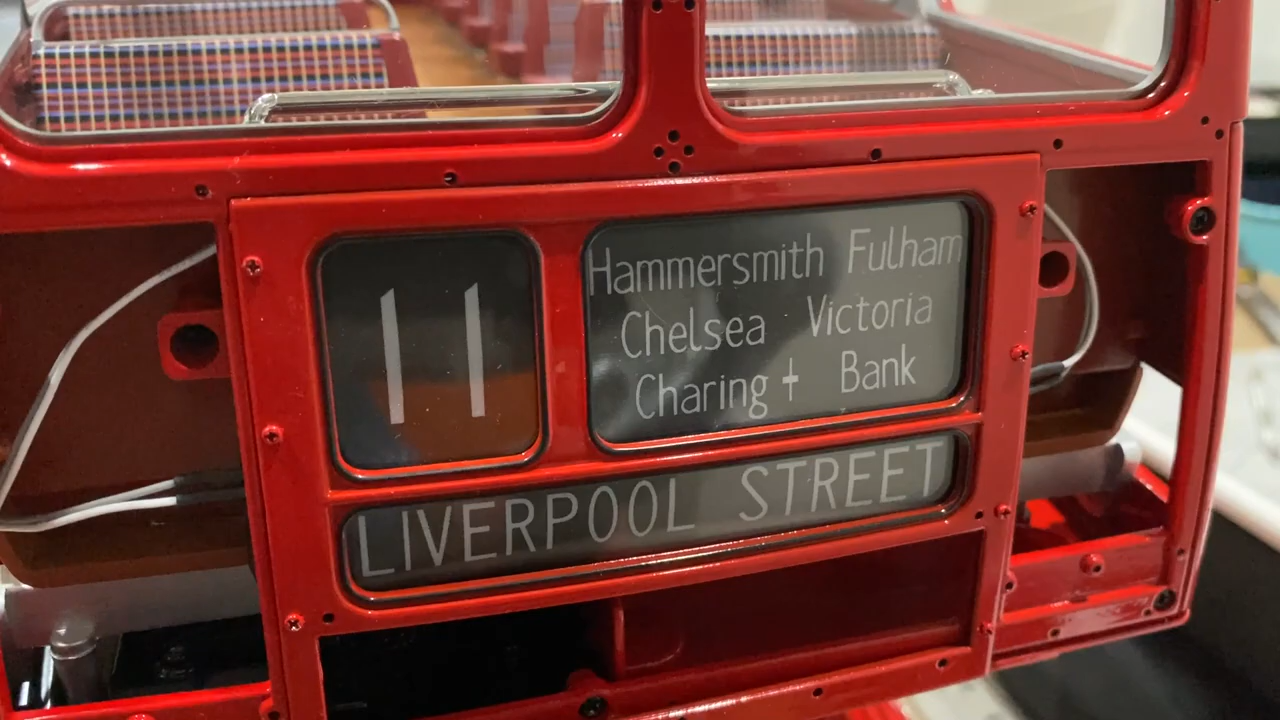 11
Hammersmith Fulham
Chelsea Victoria
Charing ┼ Bank
LIVERPOOL STREET